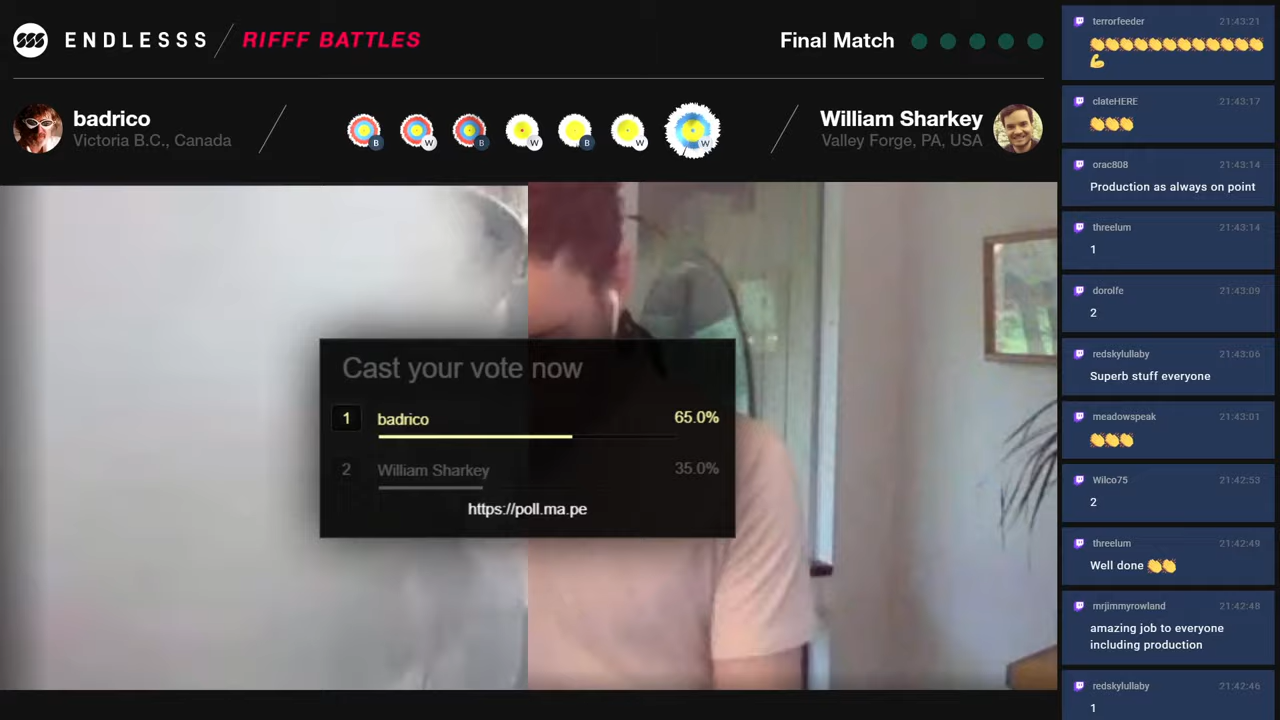 ENDLESSS / RIFFF BATTLES
Final Match
badrico
Victoria B.C., Canada
B W B W B W W
William Sharkey
Valley Forge, PA, USA
Cast your vote now
1 badrico 65.0%
2 William Sharkey 35.0%
https://poll.ma.pe
terrorfeeder 21:43:21
👏👏👏👏👏👏👏👏👏👏👏👏
💪
clateHERE 21:43:17
👏👏👏
orac808 21:43:14
Production as always on point
threelum 21:43:14
1
dorolfe 21:43:09
2
redskylullaby 21:43:06
Superb stuff everyone
meadowspeak 21:43:01
👏👏👏
Wilco75 21:42:53
2
threelum 21:42:49
Well done 👏👏
mrjimmyrowland 21:42:48
amazing job to everyone
including production
redskylullaby 21:42:46
1